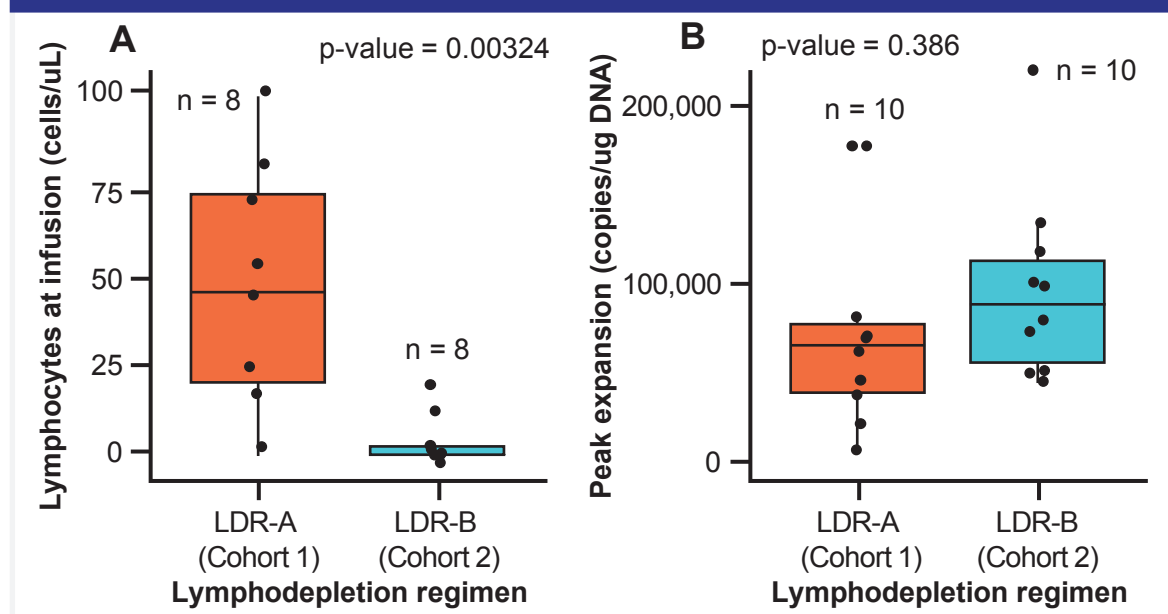 A
p-value = 0.00324
Lymphocytes at infusion (cells/uL)
100
75
50
25
0
n = 8
n = 8
LDR-A
(Cohort 1)
LDR-B
(Cohort 2)
Lymphodepletion regimen
B
p-value = 0.386
Peak expansion (copies/ug DNA)
200,000
100,000
0
n = 10
n = 10
LDR-A
(Cohort 1)
LDR-B
(Cohort 2)
Lymphodepletion regimen